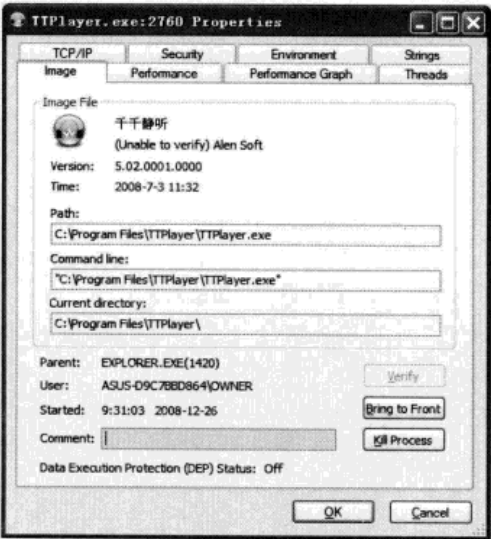 TTPlayer.exe:2760 Properties
TCP/IP Security Environment Strings
Image Performance Performance Graph Threads
Image File
千千静听
(Unable to verify) Alen Soft
Version: 5.02.0001.0000
Time: 2008-7-3 11:32
Path:
C:\Program Files\TTPlayer\TTPlayer.exe
Command line:
"C:\Program Files\TTPlayer\TTPlayer.exe"
Current directory:
C:\Program Files\TTPlayer\
Parent: EXPLORER.EXE(1420)
Verify
User: ASUS-D9C7BBD864\OWNER
Started: 9:31:03 2008-12-26
Bring to Front
Comment:
Kill Process
Data Execution Protection (DEP) Status: Off
OK Cancel